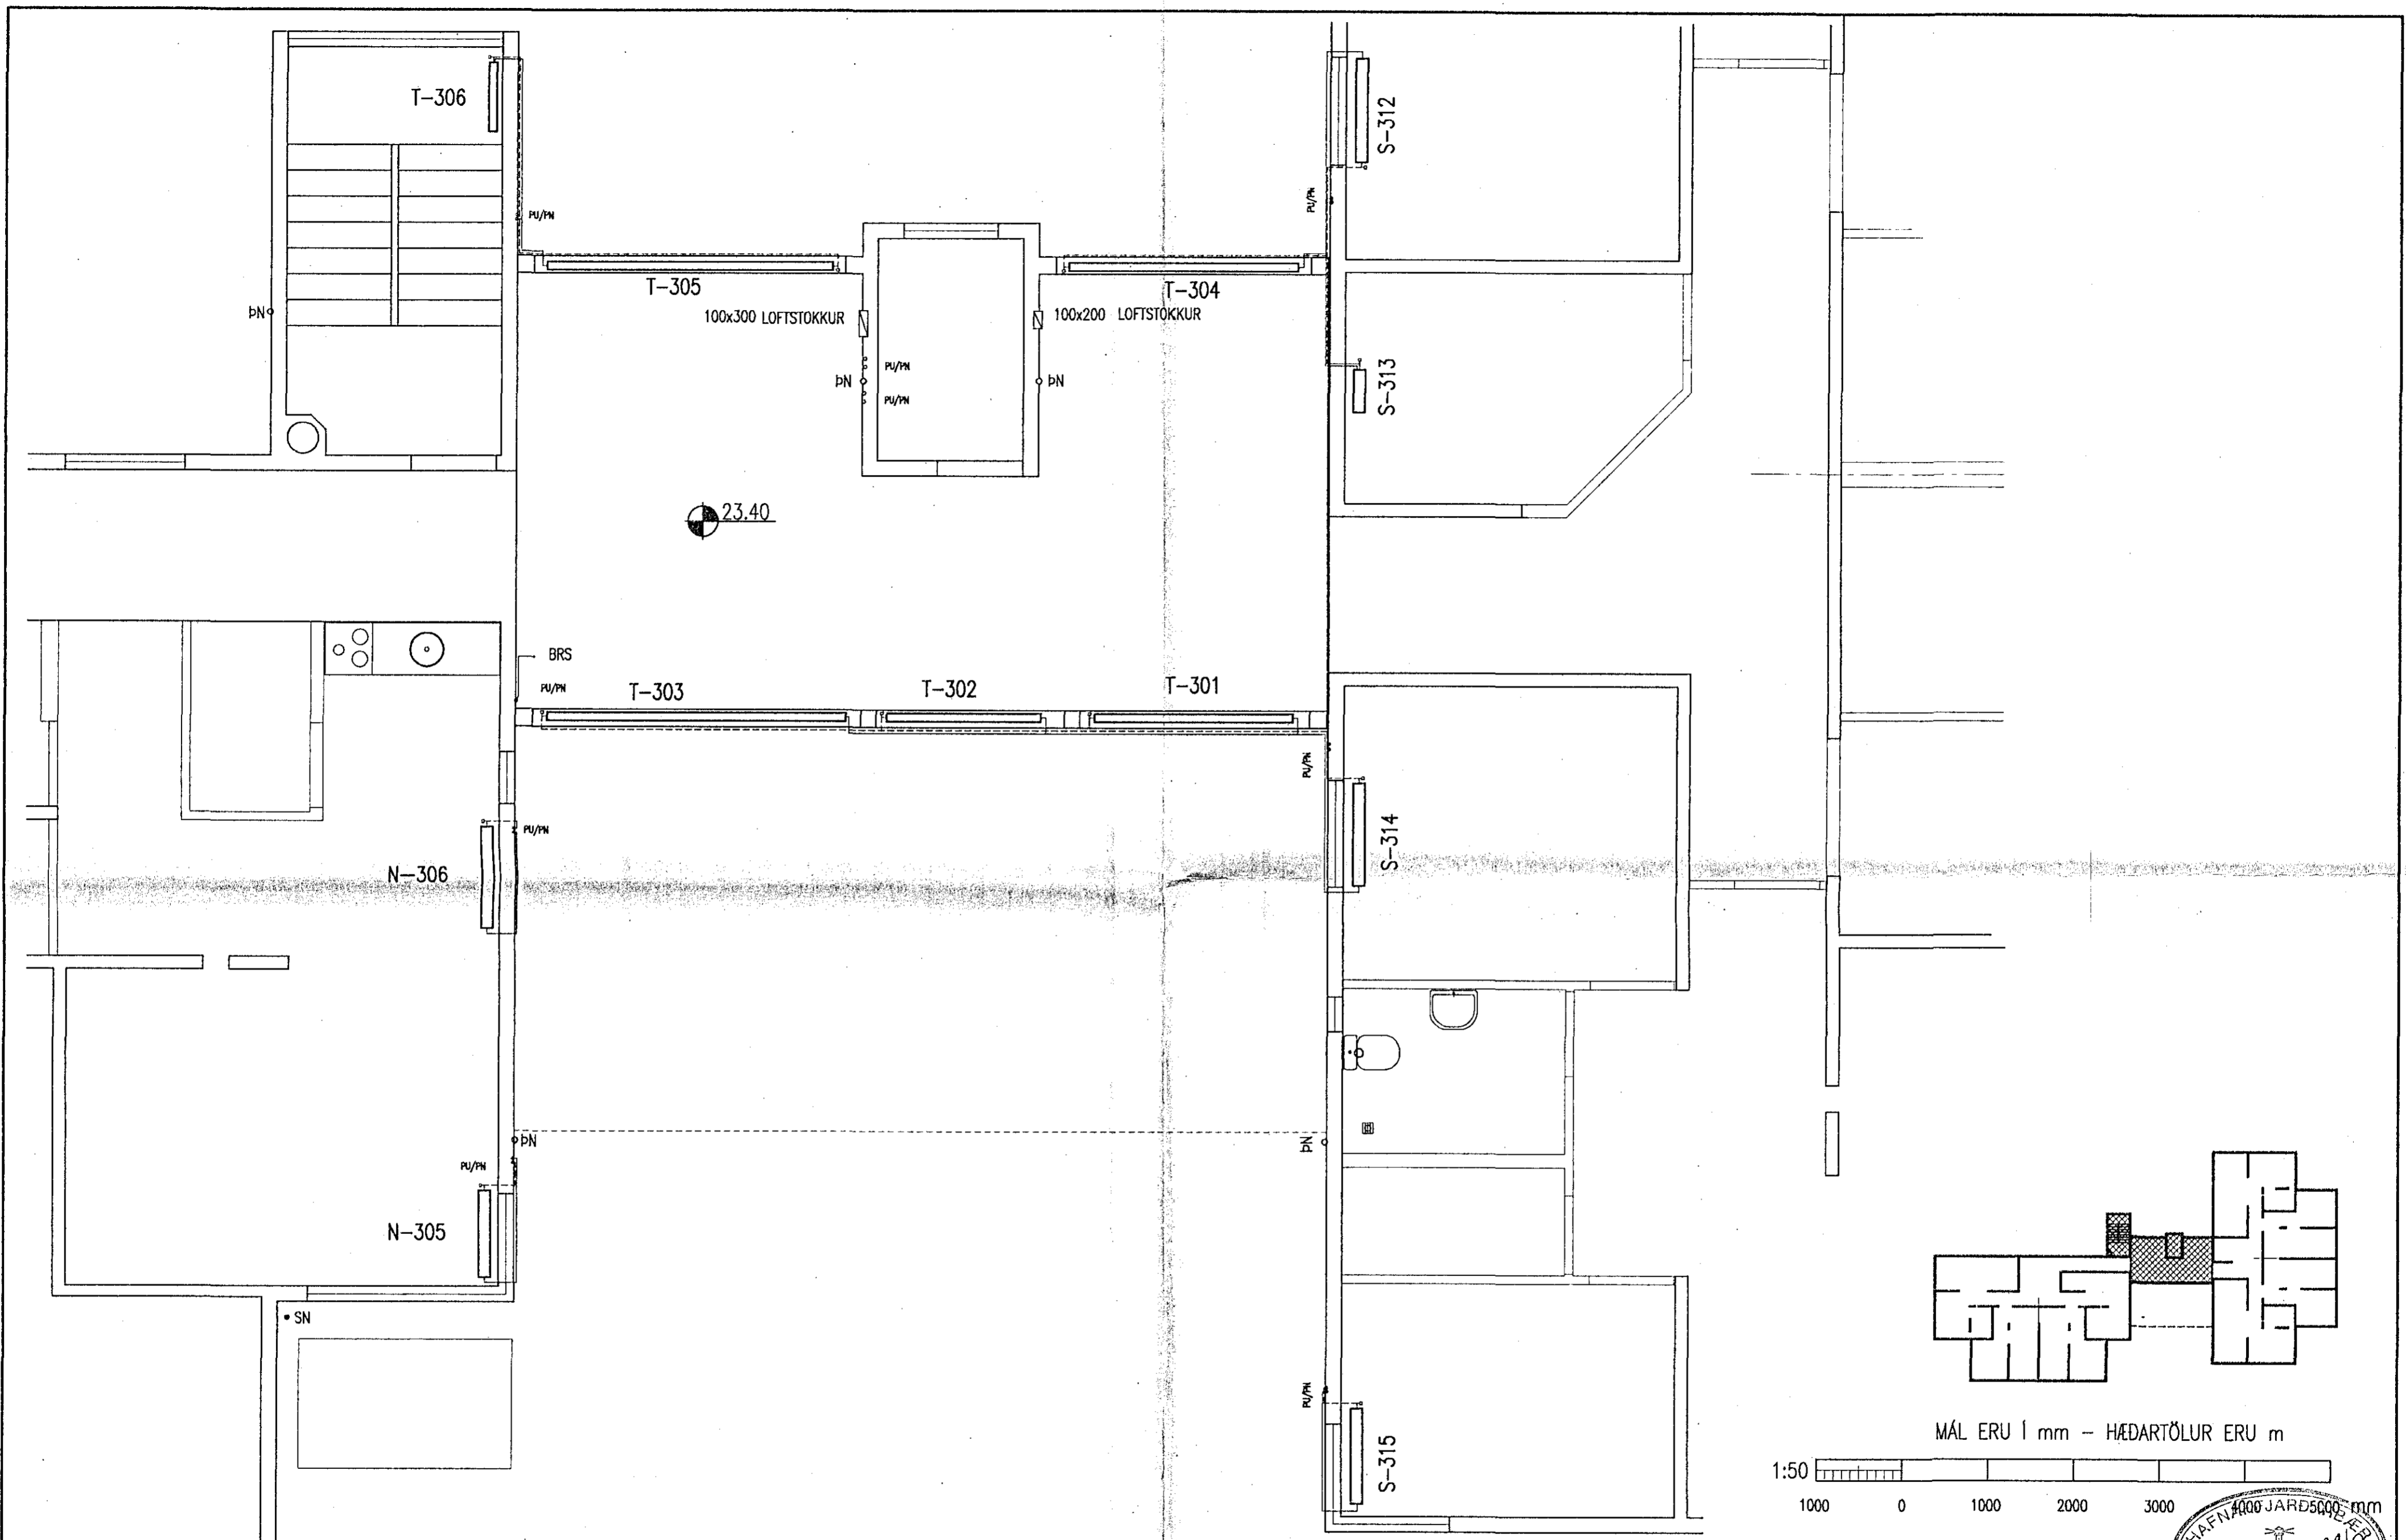 T-306
S-312
PU/PN
PU/PN
T-305
T-304
100x300 LOFTSTOKKUR
100x200 LOFTSTOKKUR
ÞN
PU/PN
ÞN
ÞN
PU/PN
S-313
23.40
BRS
PU/PN
T-303
T-302
T-301
PU/PN
PU/PN
S-314
N-306
ÞN
ÞN
PU/PN
N-305
SN
PU/PN
S-315
MÁL ERU Í mm – HÆÐARTÖLUR ERU m
1:50
1000 0 1000 2000 3000 4000 5000 mm